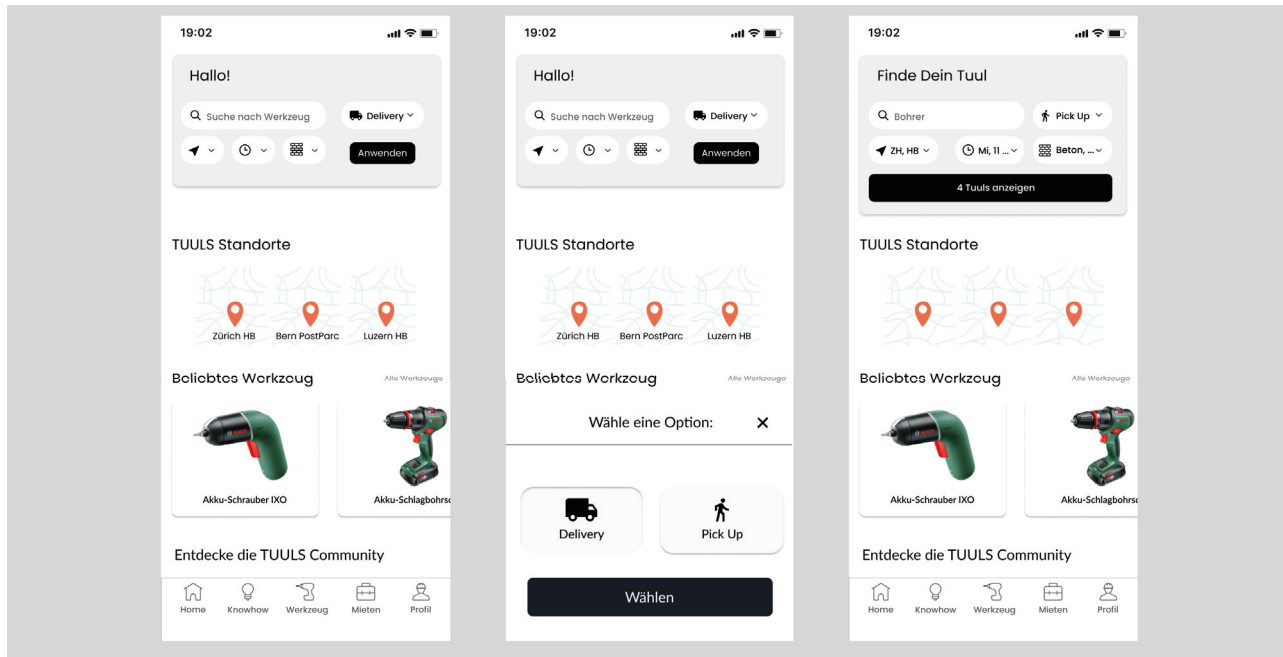 19:02
Hallo!
Suche nach Werkzeug
Delivery
Anwenden
TUULS Standorte
Zürich HB
Bern PostParc
Luzern HB
Beliebtes Werkzeug
Alle Werkzeuge
Akku-Schrauber IXO
Akku-Schlagbohrsc
Entdecke die TUULS Community
Home
Knowhow
Werkzeug
Mieten
Profil
19:02
Hallo!
Suche nach Werkzeug
Delivery
Anwenden
TUULS Standorte
Zürich HB
Bern PostParc
Luzern HB
Beliebtes Werkzeug
Alle Werkzeuge
Wähle eine Option:
Delivery
Pick Up
Wählen
19:02
Finde Dein Tuul
Bohrer
Pick Up
ZH, HB
Mi, 11 ...
Beton, ...
4 Tuuls anzeigen
TUULS Standorte
Beliebtes Werkzeug
Alle Werkzeuge
Akku-Schrauber IXO
Akku-Schlagbohrsc
Entdecke die TUULS Community
Home
Knowhow
Werkzeug
Mieten
Profil